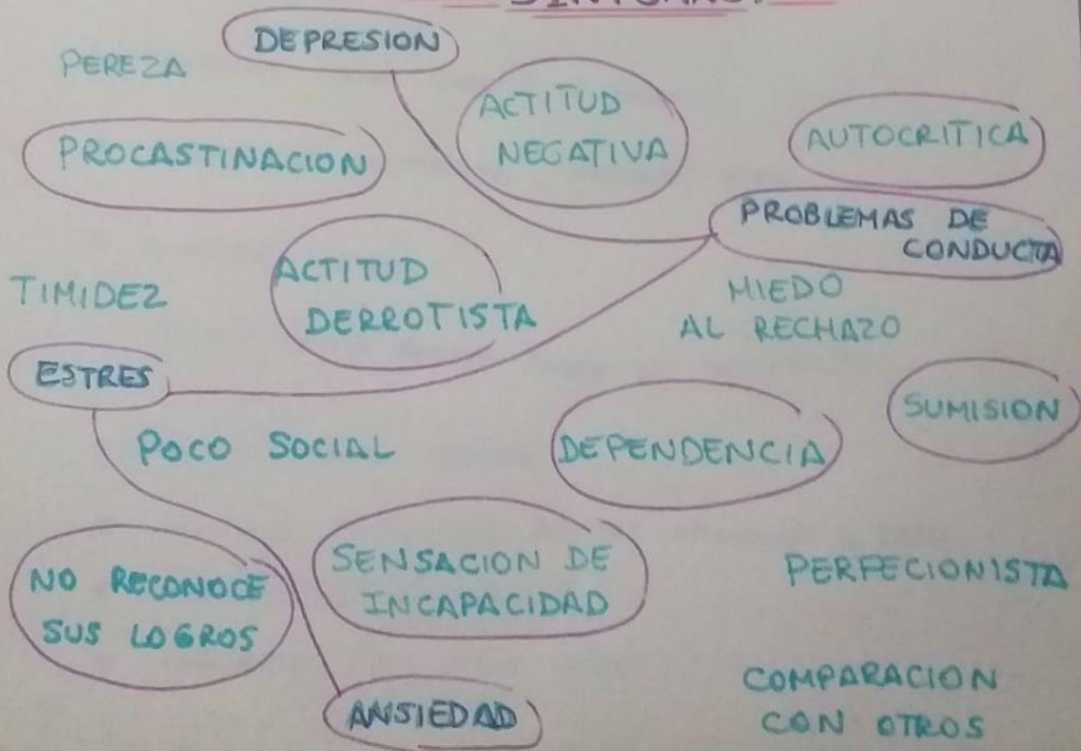 SINTOMAS:
DEPRESION
PEREZA
ACTITUD
NEGATIVA
AUTOCRITICA
PROCASTINACION
PROBLEMAS DE
CONDUCTA
ACTITUD
DERROTISTA
TIMIDEZ
MIEDO
AL RECHAZO
ESTRES
SUMISION
POCO SOCIAL
DEPENDENCIA
NO RECONOCE
SUS LOGROS
SENSACION DE
INCAPACIDAD
PERFECIONISTA
COMPARACION
CON OTROS
ANSIEDAD